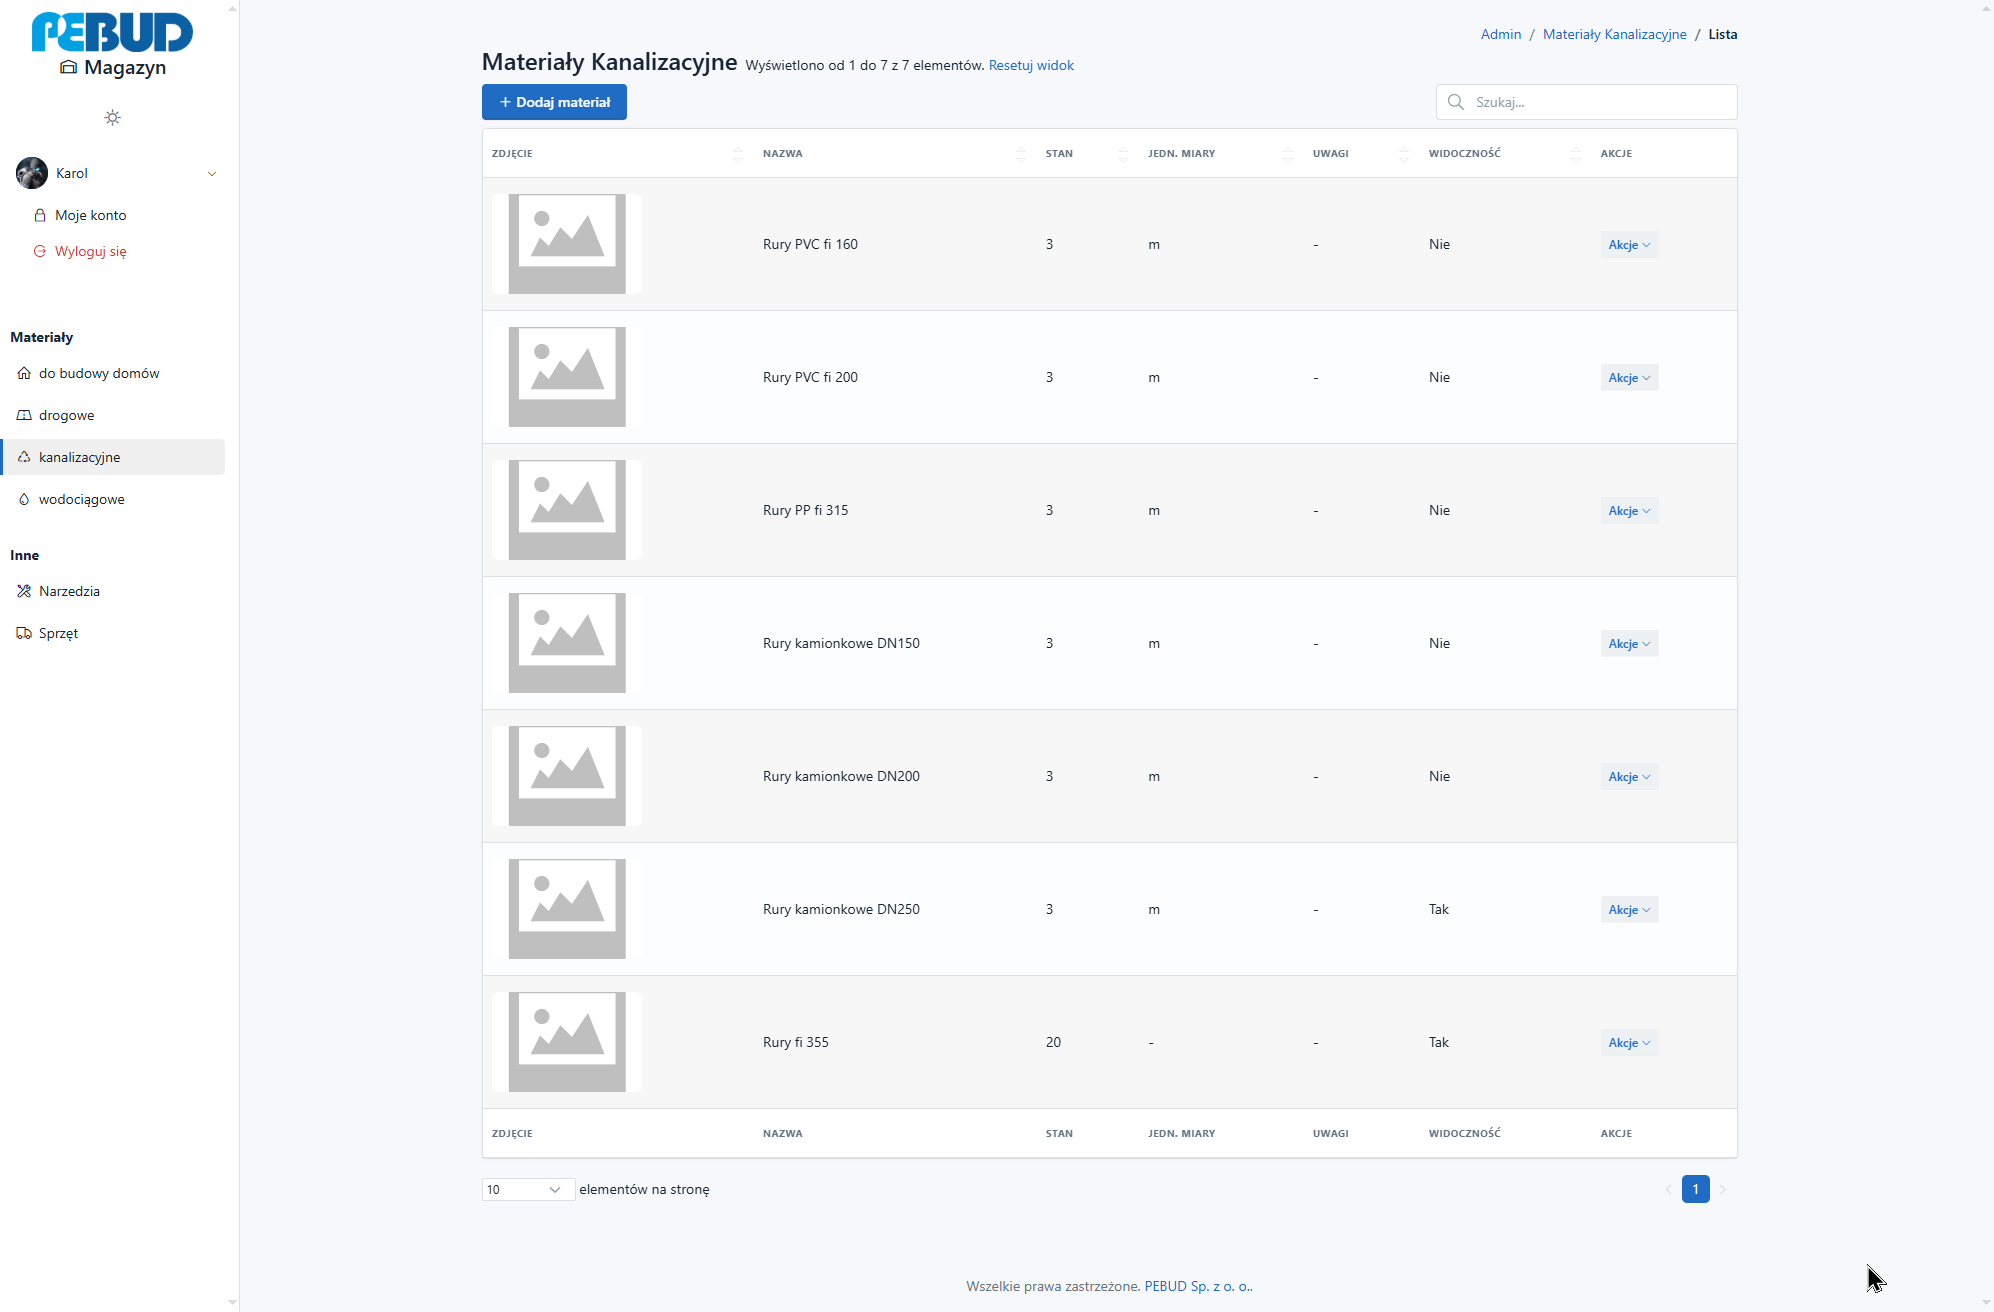 PEBUD
Magazyn
Karol
Moje konto
Wyloguj się
Materiały
do budowy domów
drogowe
kanalizacyjne
wodociągowe
Inne
Narzedzia
Sprzęt
Admin / Materiały Kanalizacyjne / Lista
Materiały Kanalizacyjne Wyświetlono od 1 do 7 z 7 elementów. Resetuj widok
+ Dodaj materiał
Szukaj...
ZDJĘCIE NAZWA STAN JEDN. MIARY UWAGI WIDOCZNOŚĆ AKCJE
Rury PVC fi 160 3 m - Nie Akcje
Rury PVC fi 200 3 m - Nie Akcje
Rury PP fi 315 3 m - Nie Akcje
Rury kamionkowe DN150 3 m - Nie Akcje
Rury kamionkowe DN200 3 m - Nie Akcje
Rury kamionkowe DN250 3 m - Tak Akcje
Rury fi 355 20 - - Tak Akcje
ZDJĘCIE NAZWA STAN JEDN. MIARY UWAGI WIDOCZNOŚĆ AKCJE
10 elementów na stronę
1
Wszelkie prawa zastrzeżone. PEBUD Sp. z o. o..